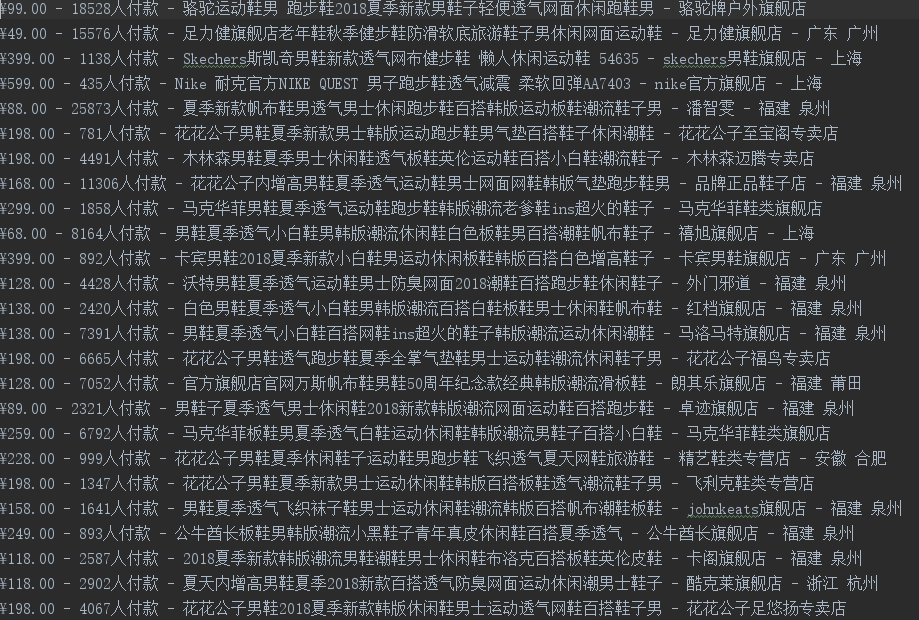 ¥99.00 - 18528人付款 - 骆驼运动鞋男 跑步鞋2018夏季新款男鞋子轻便透气网面休闲跑鞋男 - 骆驼牌户外旗舰店
¥49.00 - 15576人付款 - 足力健旗舰店老年鞋秋季健步鞋防滑软底旅游鞋子男休闲网面运动鞋 - 足力健旗舰店 - 广东 广州
¥399.00 - 1138人付款 - Skechers斯凯奇男鞋新款透气网布健步鞋 懒人休闲运动鞋 54635 - skechers男鞋旗舰店 - 上海
¥599.00 - 435人付款 - Nike 耐克官方NIKE QUEST 男子跑步鞋透气减震 柔软回弹AA7403 - nike官方旗舰店 - 上海
¥88.00 - 25873人付款 - 夏季新款帆布鞋男透气男士休闲跑步鞋百搭韩版运动板鞋潮流鞋子男 - 潘智雯 - 福建 泉州
¥198.00 - 781人付款 - 花花公子男鞋夏季新款男士韩版运动跑步鞋男气垫百搭鞋子休闲潮鞋 - 花花公子至宝阁专卖店
¥198.00 - 4491人付款 - 木林森男鞋夏季男士休闲鞋透气板鞋英伦运动鞋百搭小白鞋潮流鞋子 - 木林森迈腾专卖店
¥168.00 - 11306人付款 - 花花公子内增高男鞋夏季透气运动鞋男士网面网鞋韩版气垫跑步鞋男 - 品牌正品鞋子店 - 福建 泉州
¥299.00 - 1858人付款 - 马克华菲男鞋夏季透气运动鞋跑步鞋韩版潮流老爹鞋ins超火的鞋子 - 马克华菲鞋类旗舰店
¥68.00 - 8164人付款 - 男鞋夏季透气小白鞋男韩版潮流休闲鞋白色板鞋男百搭潮鞋帆布鞋子 - 禧旭旗舰店 - 上海
¥399.00 - 892人付款 - 卡宾男鞋2018夏季新款小白鞋男运动休闲板鞋韩版百搭白色增高鞋子 - 卡宾男鞋旗舰店 - 广东 广州
¥128.00 - 4428人付款 - 沃特男鞋夏季透气运动鞋男士防臭网面2018潮鞋百搭跑步鞋休闲鞋子 - 外门邪道 - 福建 泉州
¥138.00 - 2420人付款 - 白色男鞋夏季透气小白鞋男韩版潮流百搭白鞋板鞋男士休闲鞋帆布鞋 - 红档旗舰店 - 福建 泉州
¥138.00 - 7391人付款 - 男鞋夏季透气小白鞋百搭网鞋ins超火的鞋子韩版潮流运动休闲潮鞋 - 马洛马特旗舰店 - 福建 泉州
¥198.00 - 6665人付款 - 花花公子男鞋透气跑步鞋夏季全掌气垫鞋男士运动鞋潮流休闲鞋子男 - 花花公子福鸟专卖店
¥128.00 - 7052人付款 - 官方旗舰店官网万斯帆布鞋男鞋50周年纪念款经典韩版潮流滑板鞋 - 朗其乐旗舰店 - 福建 莆田
¥89.00 - 2321人付款 - 男鞋子夏季透气男士休闲鞋2018新款韩版潮流网面运动鞋百搭跑步鞋 - 卓迹旗舰店 - 福建 泉州
¥259.00 - 6792人付款 - 马克华菲板鞋男夏季透气白鞋运动休闲鞋韩版潮流男鞋子百搭小白鞋 - 马克华菲鞋类旗舰店
¥228.00 - 999人付款 - 花花公子男鞋夏季休闲鞋子运动鞋男跑步鞋飞织透气夏天网鞋旅游鞋 - 精艺鞋类专营店 - 安徽 合肥
¥198.00 - 1347人付款 - 花花公子男鞋夏季新款男士运动休闲鞋韩版百搭板鞋透气潮流鞋子男 - 飞利克鞋类专营店
¥158.00 - 1641人付款 - 男鞋夏季透气飞织袜子鞋男士运动休闲鞋潮流韩版百搭帆布潮鞋板鞋 - johnkeats旗舰店 - 福建 泉州
¥249.00 - 893人付款 - 公牛酋长板鞋男韩版潮流小黑鞋子青年真皮休闲鞋百搭夏季透气 - 公牛酋长旗舰店 - 福建 泉州
¥118.00 - 2587人付款 - 2018夏季新款韩版潮流男鞋潮鞋男士休闲鞋布洛克百搭板鞋英伦皮鞋 - 卡阁旗舰店 - 福建 泉州
¥118.00 - 2902人付款 - 夏天内增高男鞋夏季2018新款百搭透气防臭网面运动休闲潮男士鞋子 - 酷克莱旗舰店 - 浙江 杭州
¥198.00 - 4067人付款 - 花花公子男鞋2018夏季新款韩版休闲鞋男士运动透气网鞋百搭鞋子男 - 花花公子足悠扬专卖店